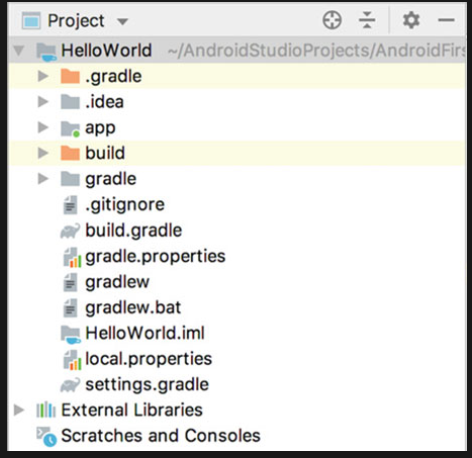 Project
HelloWorld ~/AndroidStudioProjects/AndroidFirs
.gradle
.idea
app
build
gradle
.gitignore
build.gradle
gradle.properties
gradlew
gradlew.bat
HelloWorld.iml
local.properties
settings.gradle
External Libraries
Scratches and Consoles